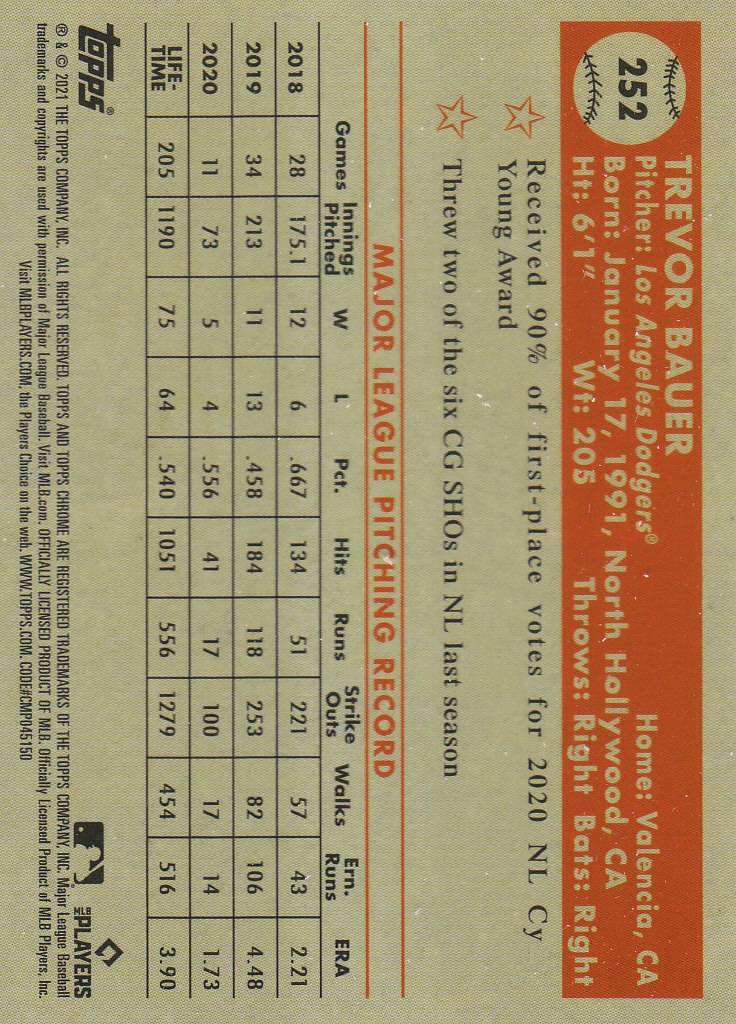 252
TREVOR BAUER
Pitcher: Los Angeles Dodgers® Home: Valencia, CA
Born: January 17, 1991, North Hollywood, CA
Ht: 6'1" Wt: 205 Throws: Right Bats: Right
Received 90% of first-place votes for 2020 NL Cy
Young Award
Threw two of the six CG SHOs in NL last season
MAJOR LEAGUE PITCHING RECORD
Games Innings Pitched W L Pct. Hits Runs Strike Outs Walks Ern. Runs ERA
2018 28 175.1 12 6 .667 134 51 221 57 43 2.21
2019 34 213 11 13 .458 184 118 253 82 106 4.48
2020 11 73 5 4 .556 41 17 100 17 14 1.73
LIFE-TIME 205 1190 75 64 .540 1051 556 1279 454 516 3.90
topps®
MLB PLAYERS
® & © 2021 THE TOPPS COMPANY, INC. ALL RIGHTS RESERVED. TOPPS AND TOPPS CHROME ARE REGISTERED TRADEMARKS OF THE TOPPS COMPANY, INC. Major League Baseball
trademarks and copyrights are used with permission of Major League Baseball. Visit MLB.com. OFFICIALLY LICENSED PRODUCT OF MLB. Officially Licensed Product of MLB Players, Inc.
Visit MLBPLAYERS.COM, the Players Choice on the web. WWW.TOPPS.COM. CODE#CMP045150